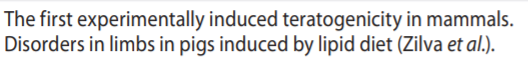 The first experimentally induced teratogenicity in mammals.
Disorders in limbs in pigs induced by lipid diet (Zilva et al.).